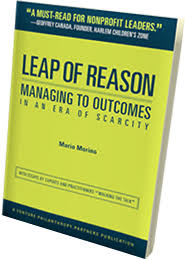 "A MUST-READ FOR NONPROFIT LEADERS."
—GEOFFREY CANADA, FOUNDER, HARLEM CHILDREN'S ZONE
LEAP OF REASON
MANAGING TO OUTCOMES
IN AN ERA OF SCARCITY
Mario Morino
WITH ESSAYS BY EXPERTS AND PRACTITIONERS "WALKING THE TALK"
A VENTURE PHILANTHROPY PARTNERS PUBLICATION